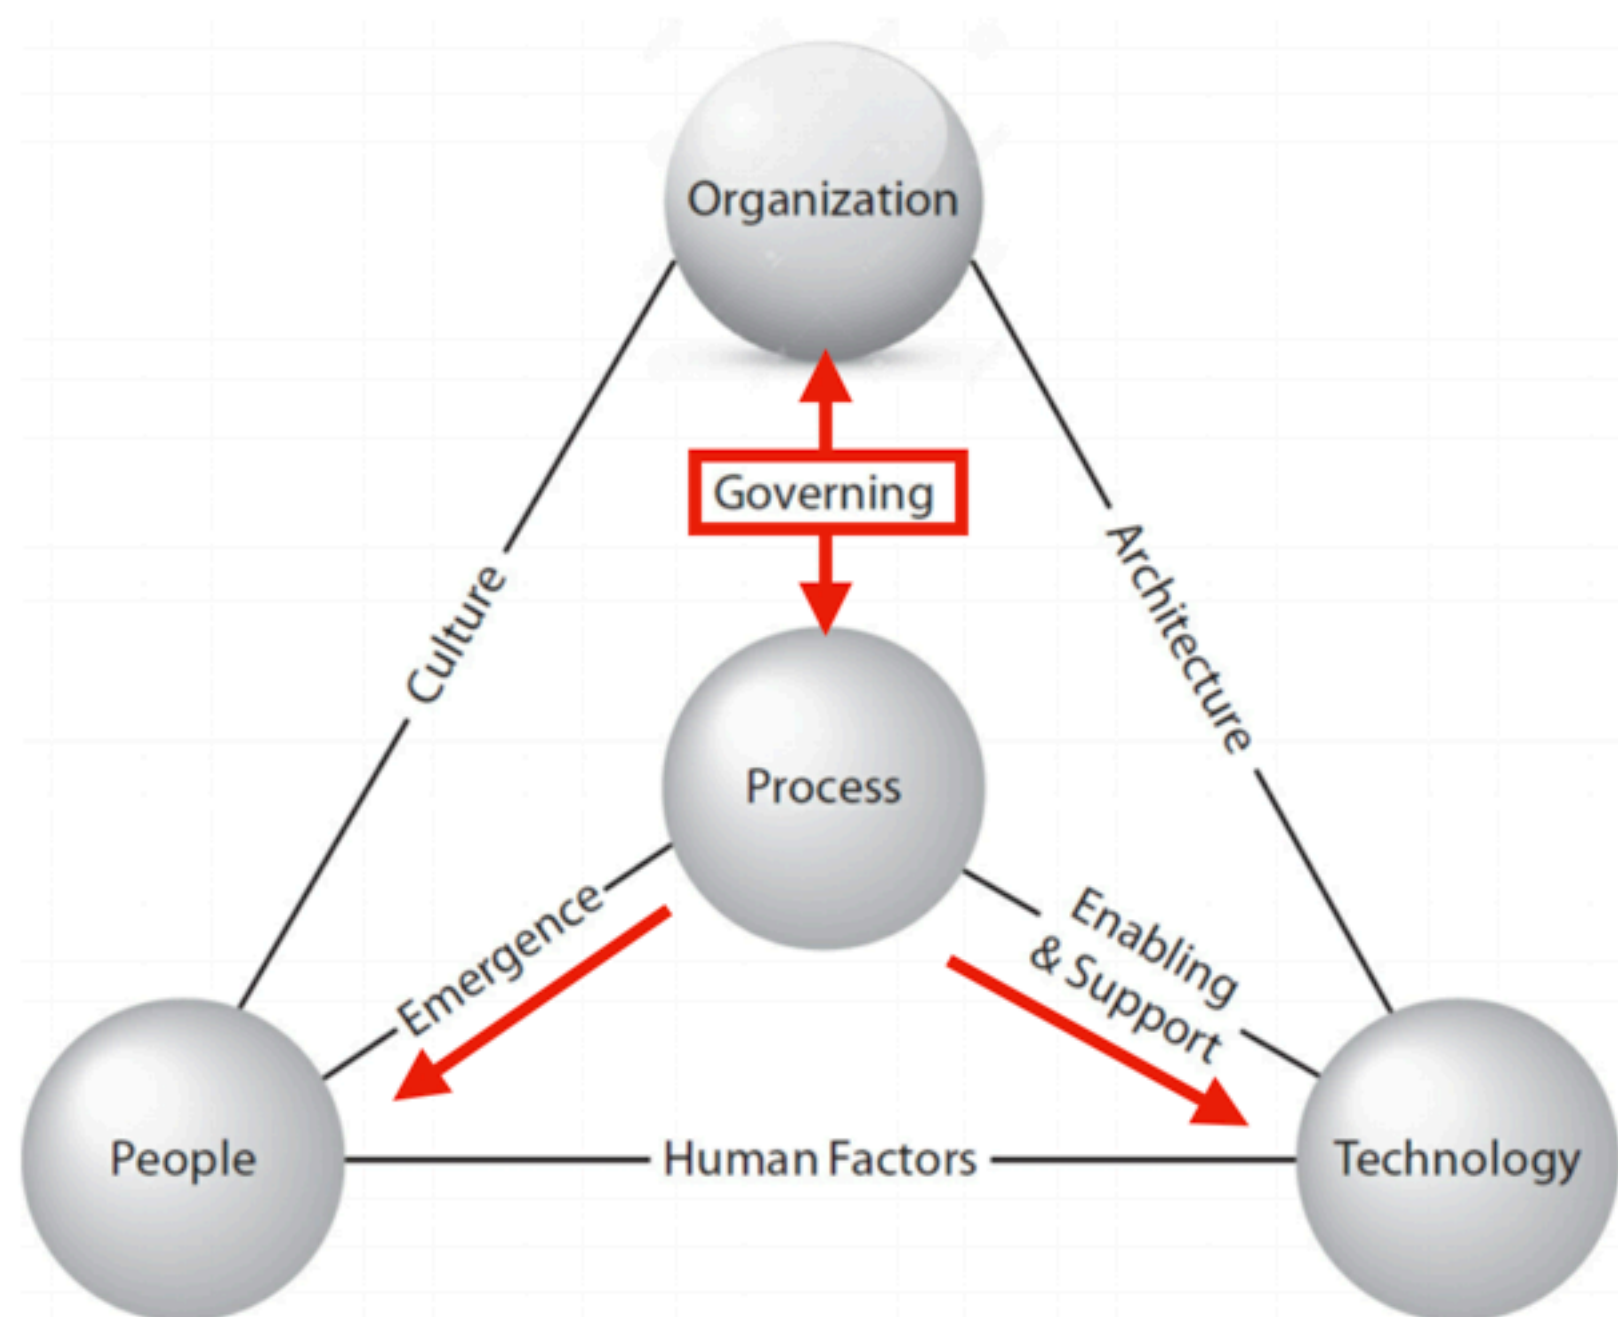 Organization
Governing
Culture
Architecture
Process
Emergence
Enabling
& Support
People
Human Factors
Technology